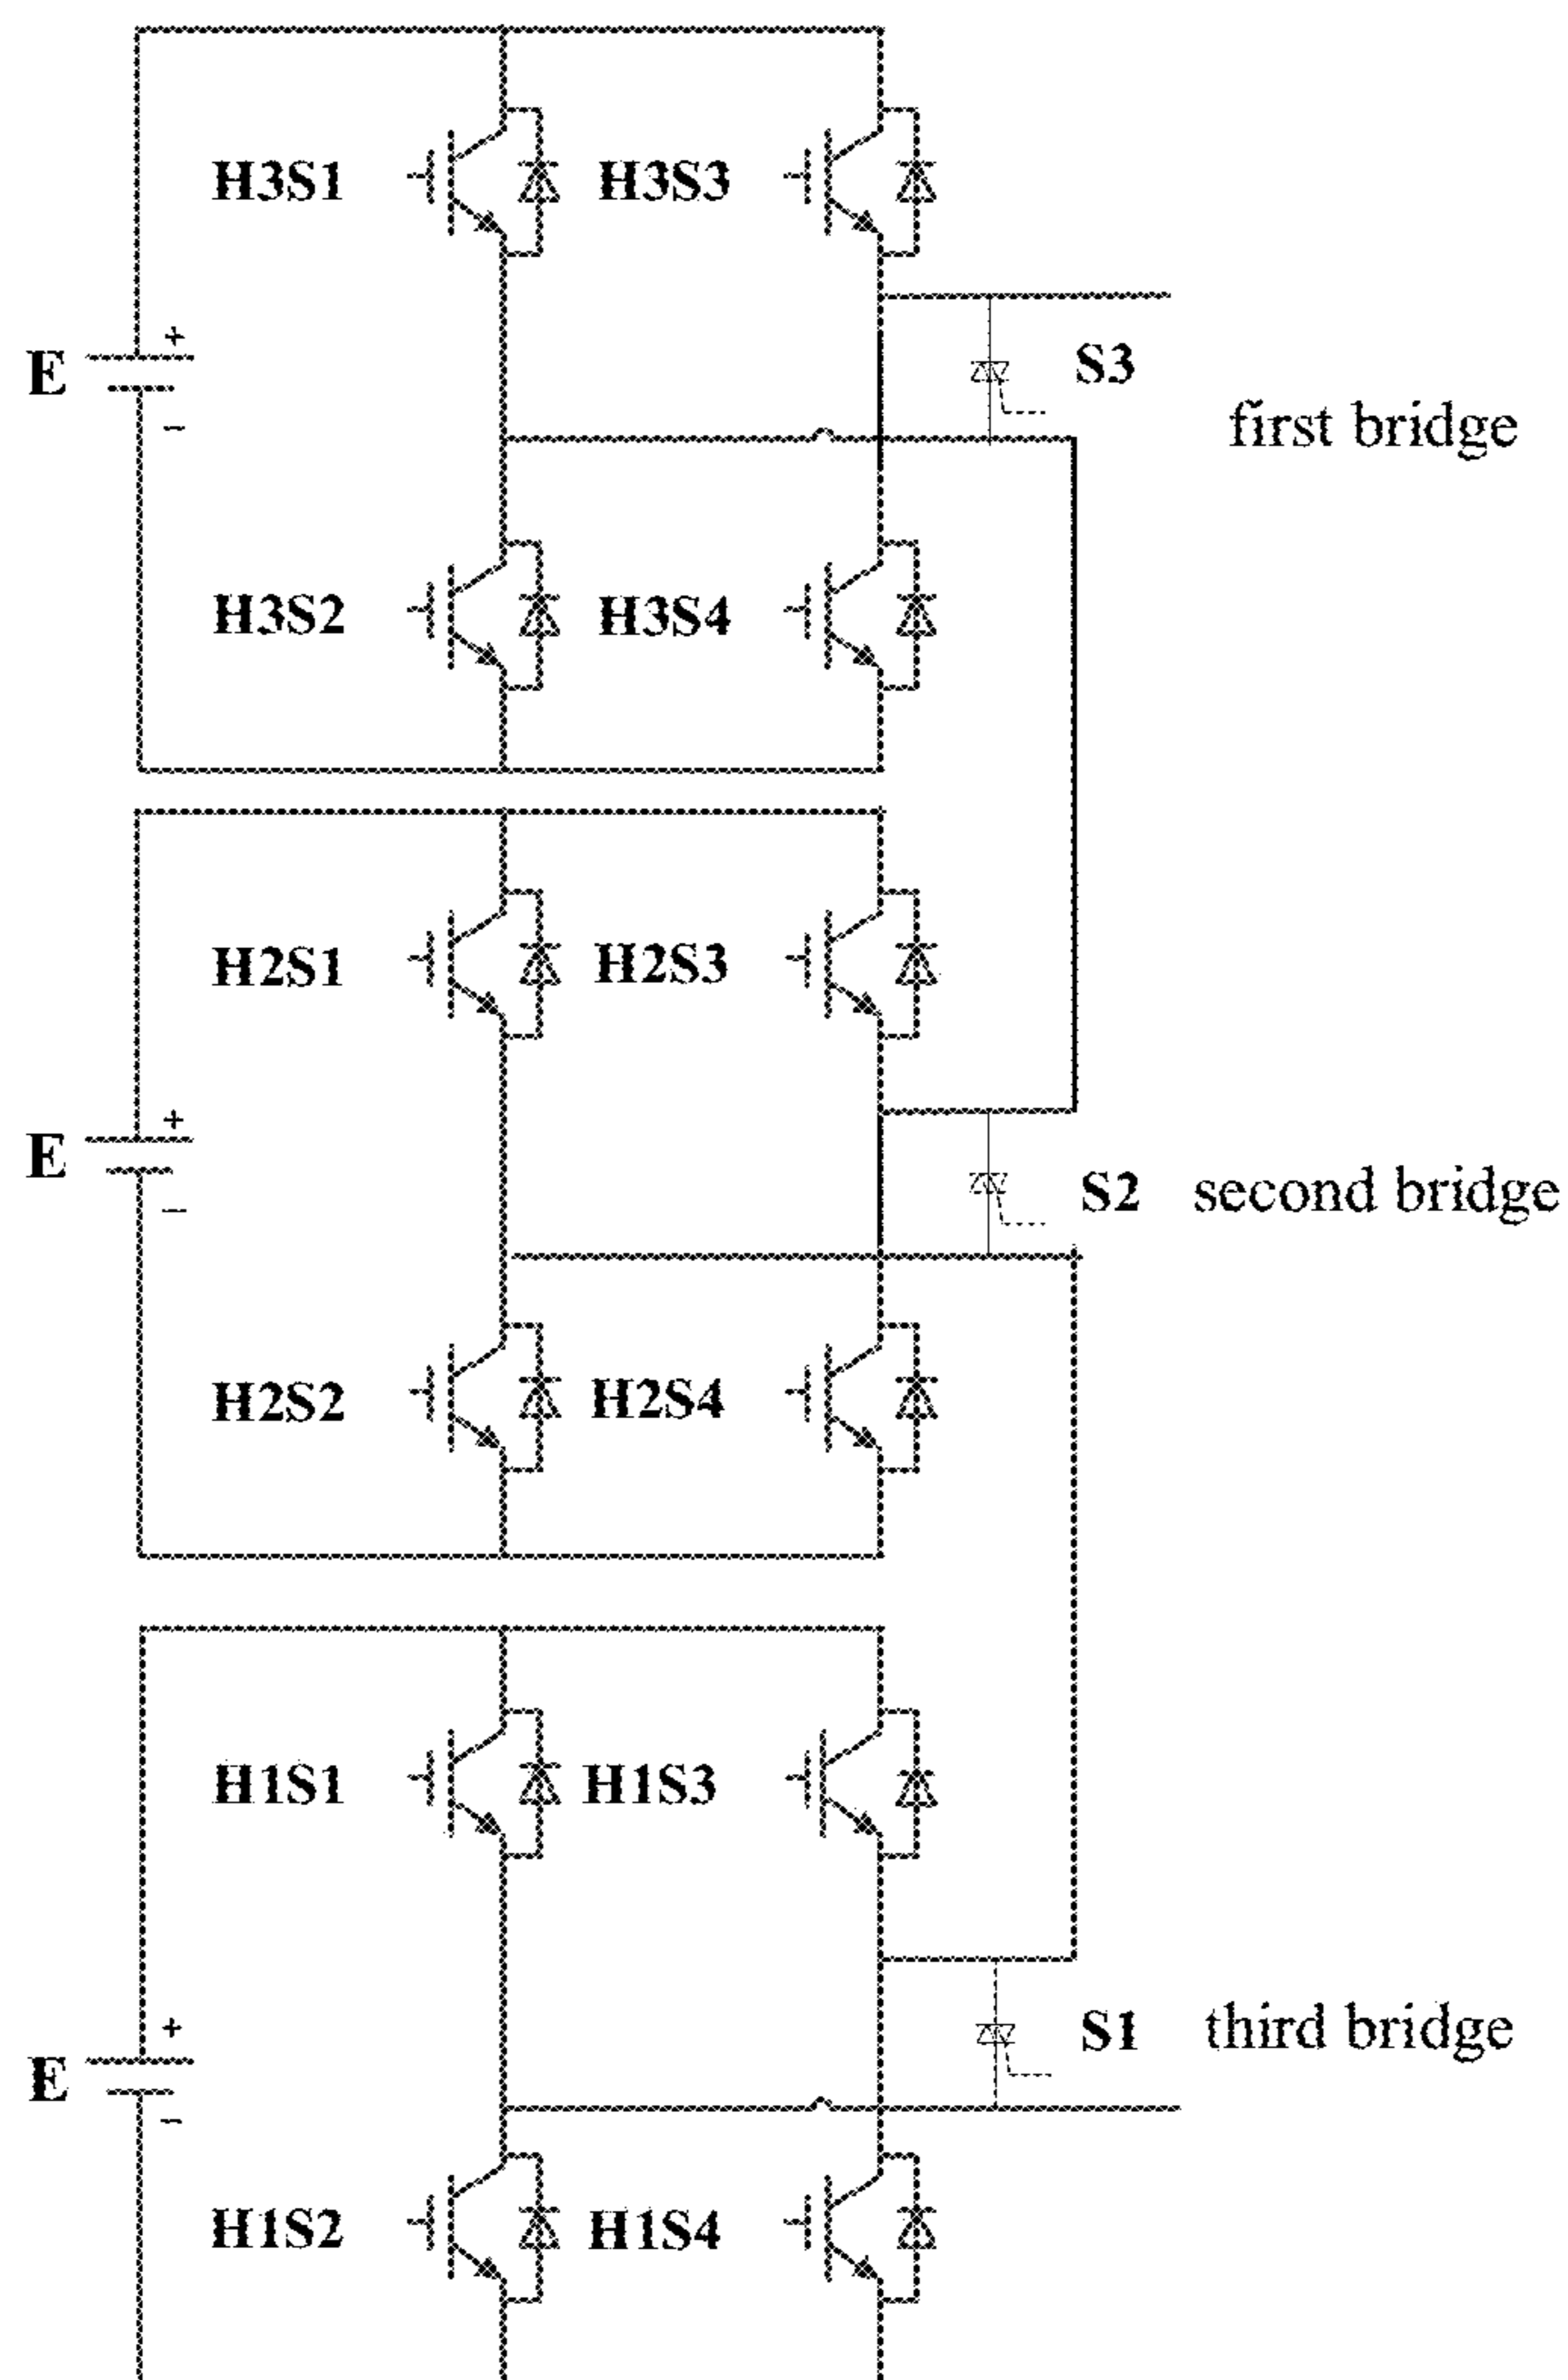 H3S1
H3S3
+
E
−
S3
first bridge
H3S2
H3S4
H2S1
H2S3
+
E
−
S2
second bridge
H2S2
H2S4
H1S1
H1S3
+
E
−
S1
third bridge
H1S2
H1S4